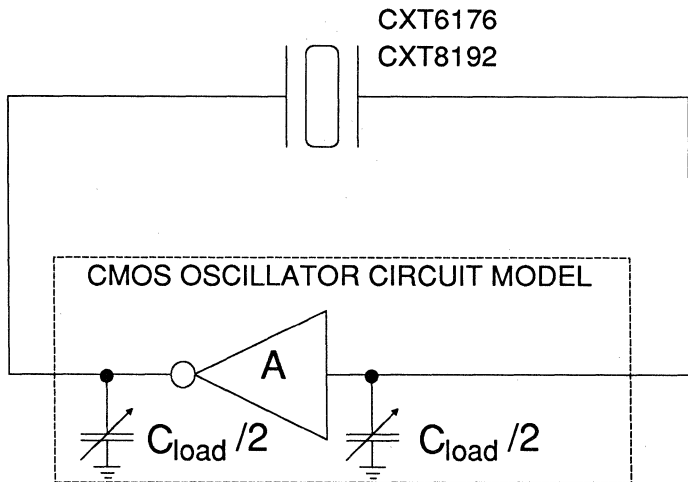 CXT6176
CXT8192
CMOS OSCILLATOR CIRCUIT MODEL
A
Cload /2
Cload /2